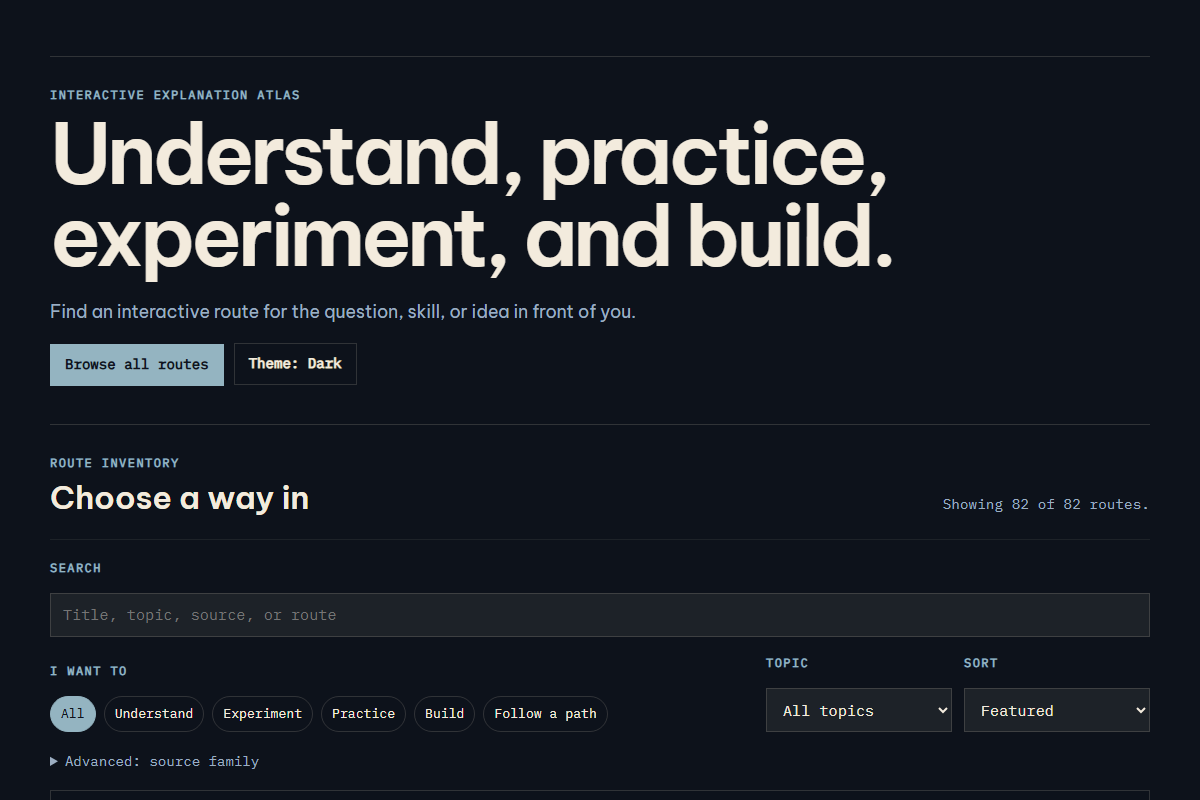 INTERACTIVE EXPLANATION ATLAS
Understand, practice,
experiment, and build.
Find an interactive route for the question, skill, or idea in front of you.
Browse all routes
Theme: Dark
ROUTE INVENTORY
Choose a way in
Showing 82 of 82 routes.
SEARCH
Title, topic, source, or route
I WANT TO
TOPIC
SORT
All
Understand
Experiment
Practice
Build
Follow a path
All topics
Featured
Advanced: source family